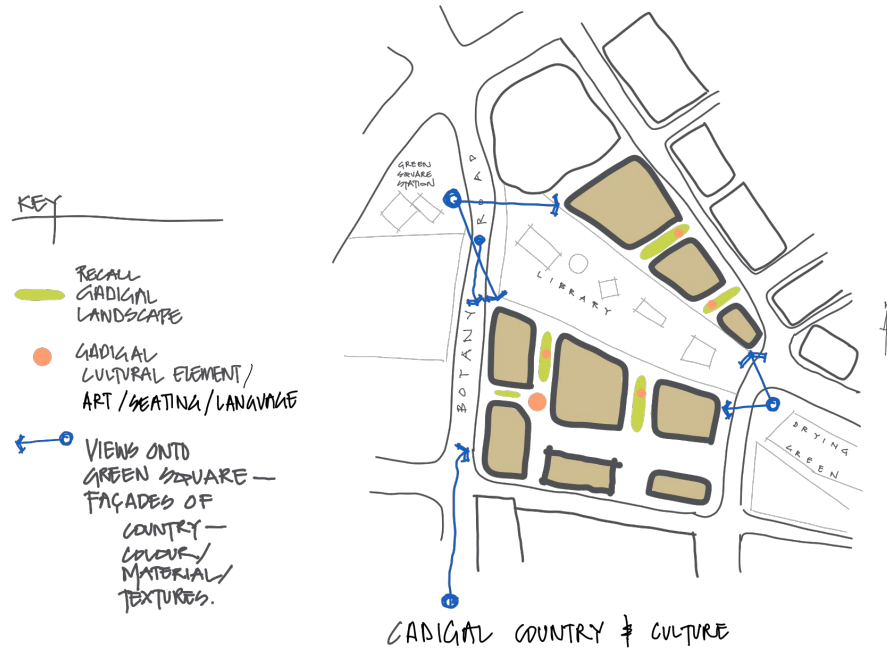 KEY
RECALL
GADIGAL
LANDSCAPE
GADIGAL
CULTURAL ELEMENT/
ART/SEATING/LANGUAGE
VIEWS ONTO
GREEN SQUARE —
FAÇADES OF
COUNTRY —
COLOUR/
MATERIAL/
TEXTURES.
GREEN
SQUARE
STATION
BOTANY ROAD
LIBRARY
DRYING
GREEN
CADIGAL COUNTRY & CULTURE